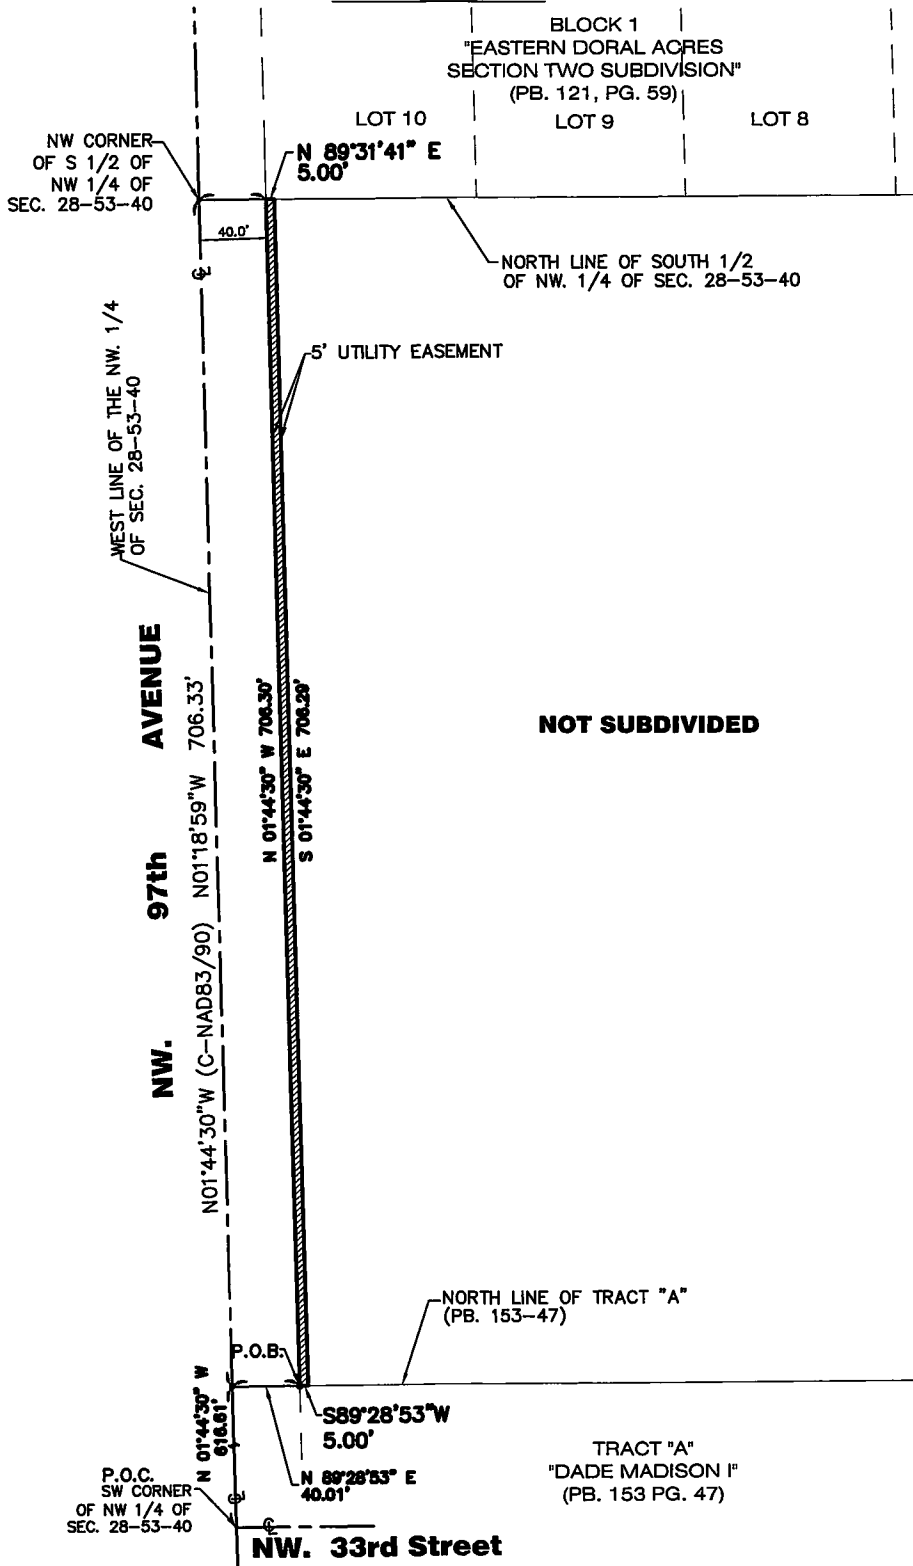 BLOCK 1
"EASTERN DORAL ACRES
SECTION TWO SUBDIVISION"
(PB. 121, PG. 59)
LOT 10
LOT 9
LOT 8
NW CORNER
OF S 1/2 OF
NW 1/4 OF
SEC. 28-53-40
N 89°31'41" E
5.00'
40.0'
NORTH LINE OF SOUTH 1/2
OF NW. 1/4 OF SEC. 28-53-40
5' UTILITY EASEMENT
WEST LINE OF THE NW. 1/4
OF SEC. 28-53-40
NW. 97th AVENUE
N01°44'30"W (C-NAD83/90) N01°18'59"W 706.33'
N 01°44'30" W 706.30'
S 01°44'30" E 706.29'
NOT SUBDIVIDED
NORTH LINE OF TRACT "A"
(PB. 153-47)
P.O.B.
N 01°44'30" W
616.61'
S89°28'53"W
5.00'
N 89°28'53" E
40.01'
P.O.C.
SW CORNER
OF NW 1/4 OF
SEC. 28-53-40
TRACT "A"
"DADE MADISON I"
(PB. 153 PG. 47)
NW. 33rd Street